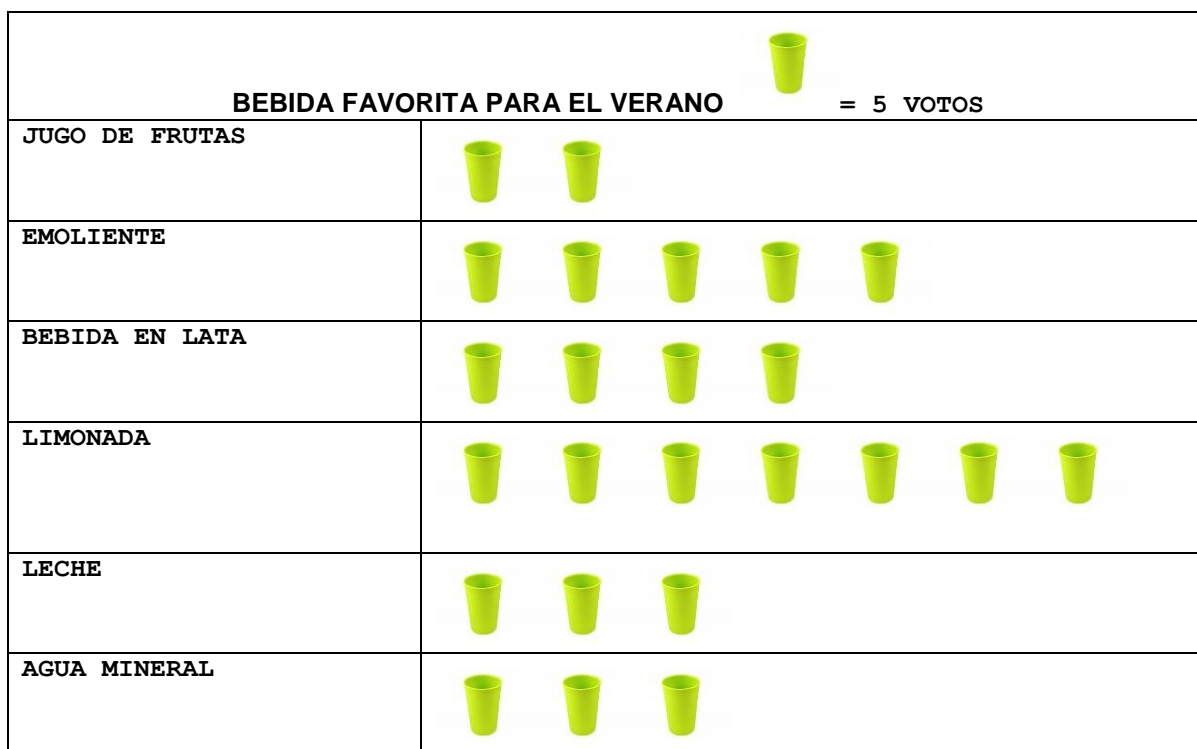 BEBIDA FAVORITA PARA EL VERANO = 5 VOTOS
JUGO DE FRUTAS
EMOLIENTE
BEBIDA EN LATA
LIMONADA
LECHE
AGUA MINERAL